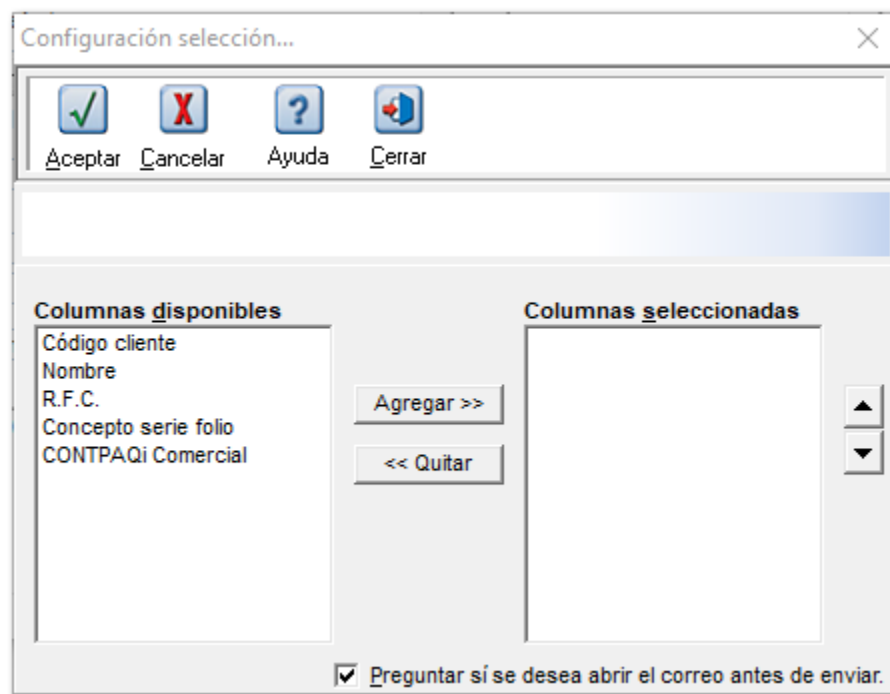 Configuración selección...
Aceptar Cancelar Ayuda Cerrar
Columnas disponibles
Código cliente
Nombre
R.F.C.
Concepto serie folio
CONTPAQi Comercial
Agregar >>
<< Quitar
Columnas seleccionadas
Preguntar sí se desea abrir el correo antes de enviar.